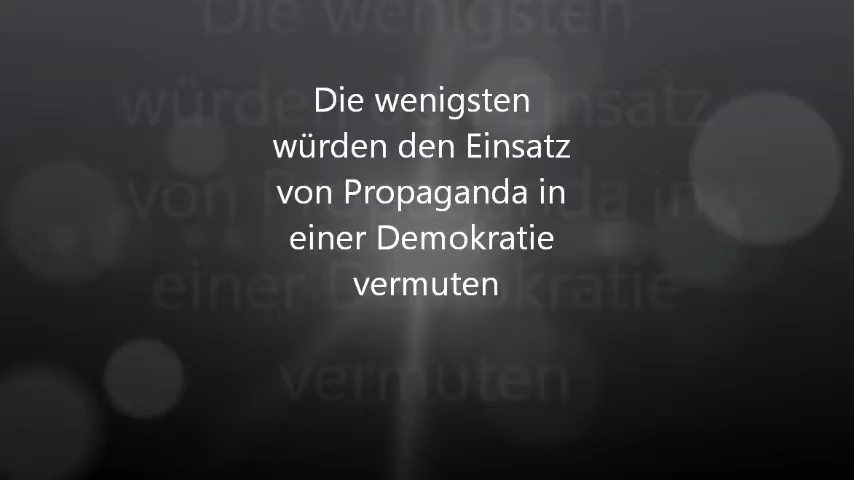 Die wenigsten
würden den Einsatz
von Propaganda in
einer Demokratie
vermuten